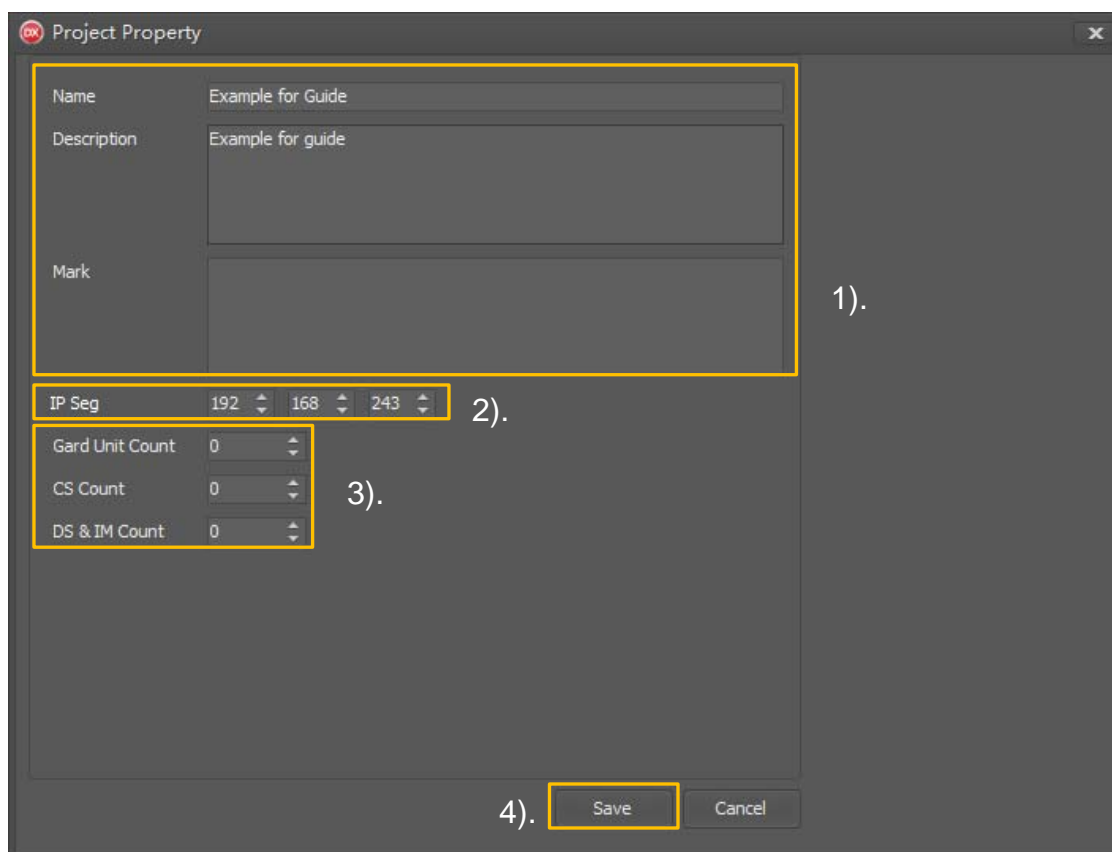 DX Project Property
Name Example for Guide
Description Example for guide
Mark
1).
IP Seg 192 168 243 2).
Gard Unit Count 0
CS Count 0 3).
DS & IM Count 0
4). Save Cancel